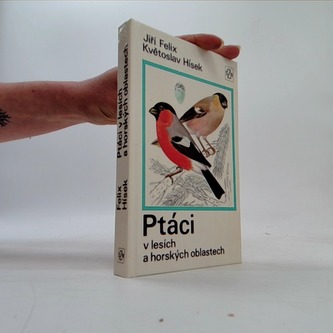 Jiří Felix
Květoslav Hísek
Ptáci
v lesích
a horských oblastech
Ptáci v lesích
a horských oblastech
Felix
Hísek